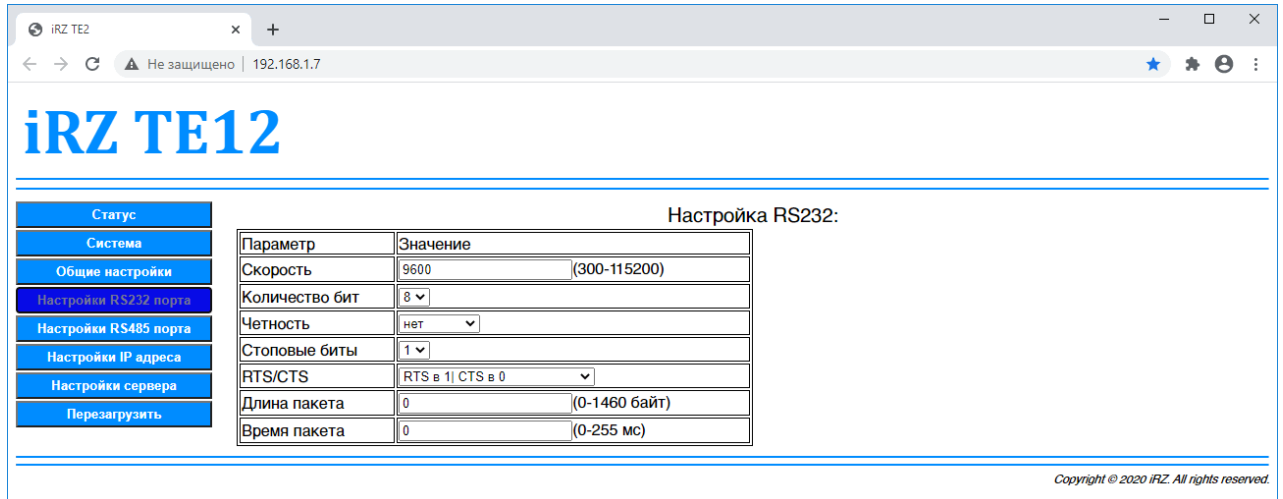 iRZ TE2
Не защищено | 192.168.1.7
iRZ TE12
Статус
Система
Общие настройки
Настройки RS232 порта
Настройки RS485 порта
Настройки IP адреса
Настройки сервера
Перезагрузить
Настройка RS232:
Параметр Значение
Скорость 9600 (300-115200)
Количество бит 8
Четность нет
Стоповые биты 1
RTS/CTS RTS в 1| CTS в 0
Длина пакета 0 (0-1460 байт)
Время пакета 0 (0-255 мс)
Copyright © 2020 iRZ. All rights reserved.